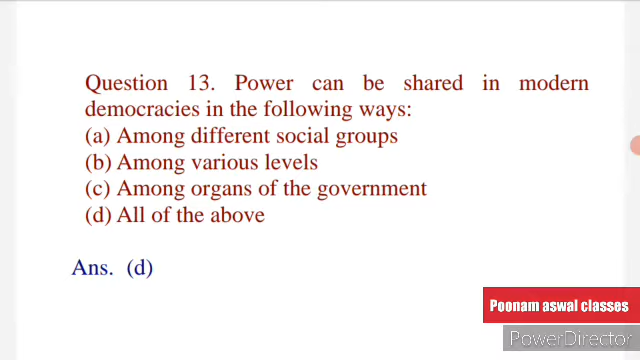 Question 13. Power can be shared in modern
democracies in the following ways:
(a) Among different social groups
(b) Among various levels
(c) Among organs of the government
(d) All of the above
Ans. (d)
Poonam aswal classes
PowerDirector